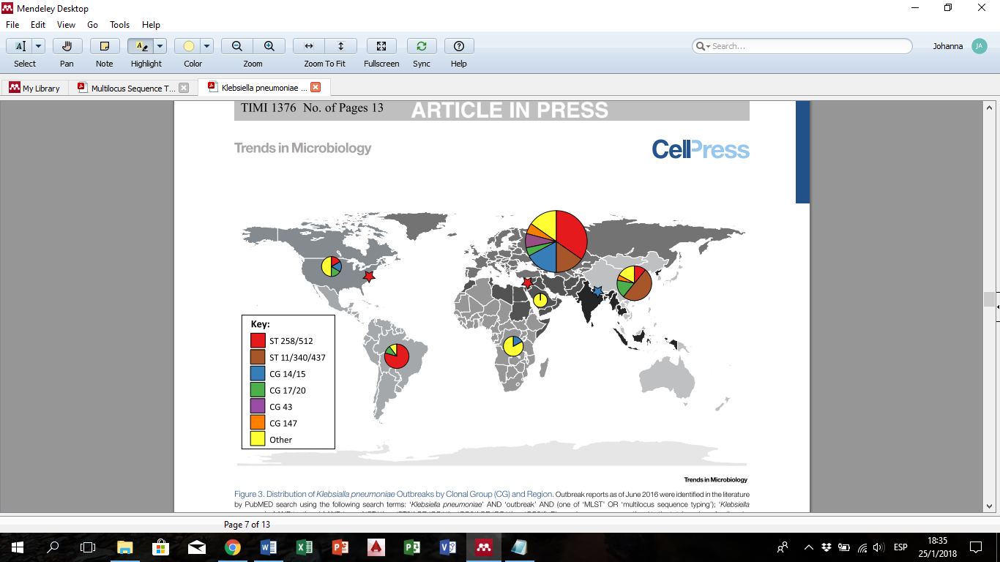 Mendeley Desktop
File Edit View Go Tools Help
Select Pan Note Highlight Color Zoom Zoom To Fit Fullscreen Sync Help
Search...
Johanna JA
My Library
Multilocus Sequence T...
Klebsiella pneumoniae ...
TIMI 1376 No. of Pages 13 ARTICLE IN PRESS
Trends in Microbiology
CellPress
Key:
ST 258/512
ST 11/340/437
CG 14/15
CG 17/20
CG 43
CG 147
Other
Trends in Microbiology
Figure 3. Distribution of Klebsialla pneumoniae Outbreaks by Clonal Group (CG) and Region. Outbreak reports as of June 2016 were identified in the literature
by PubMED search using the following search terms: ‘Klebsiella pneumoniae’ AND ‘outbreak’ AND (one of ‘MLST’ OR ‘multilocus sequence typing’); ‘Klebsiella
Page 7 of 13
ESP
18:35
25/1/2018